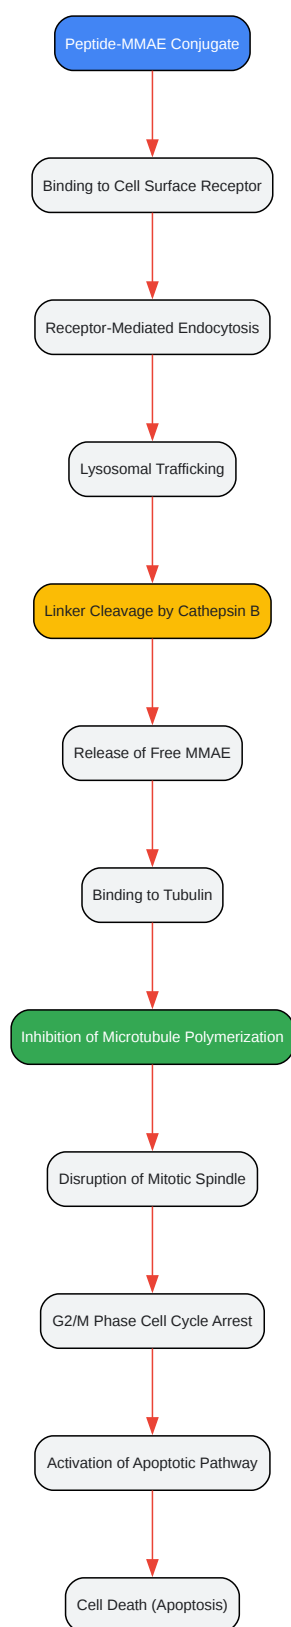 Peptide-MMAE Conjugate
Binding to Cell Surface Receptor
Receptor-Mediated Endocytosis
Lysosomal Trafficking
Linker Cleavage by Cathepsin B
Release of Free MMAE
Binding to Tubulin
Inhibition of Microtubule Polymerization
Disruption of Mitotic Spindle
G2/M Phase Cell Cycle Arrest
Activation of Apoptotic Pathway
Cell Death (Apoptosis)